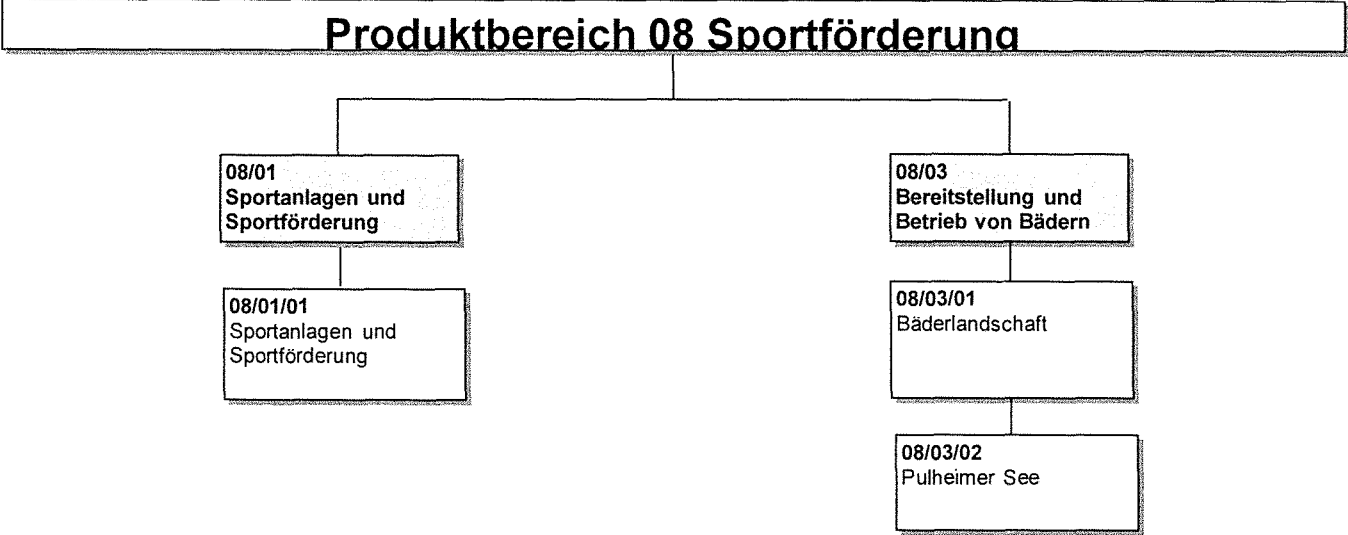 Produktbereich 08 Sportförderung
08/01
Sportanlagen und
Sportförderung
08/01/01
Sportanlagen und
Sportförderung
08/03
Bereitstellung und
Betrieb von Bädern
08/03/01
Bäderlandschaft
08/03/02
Pulheimer See